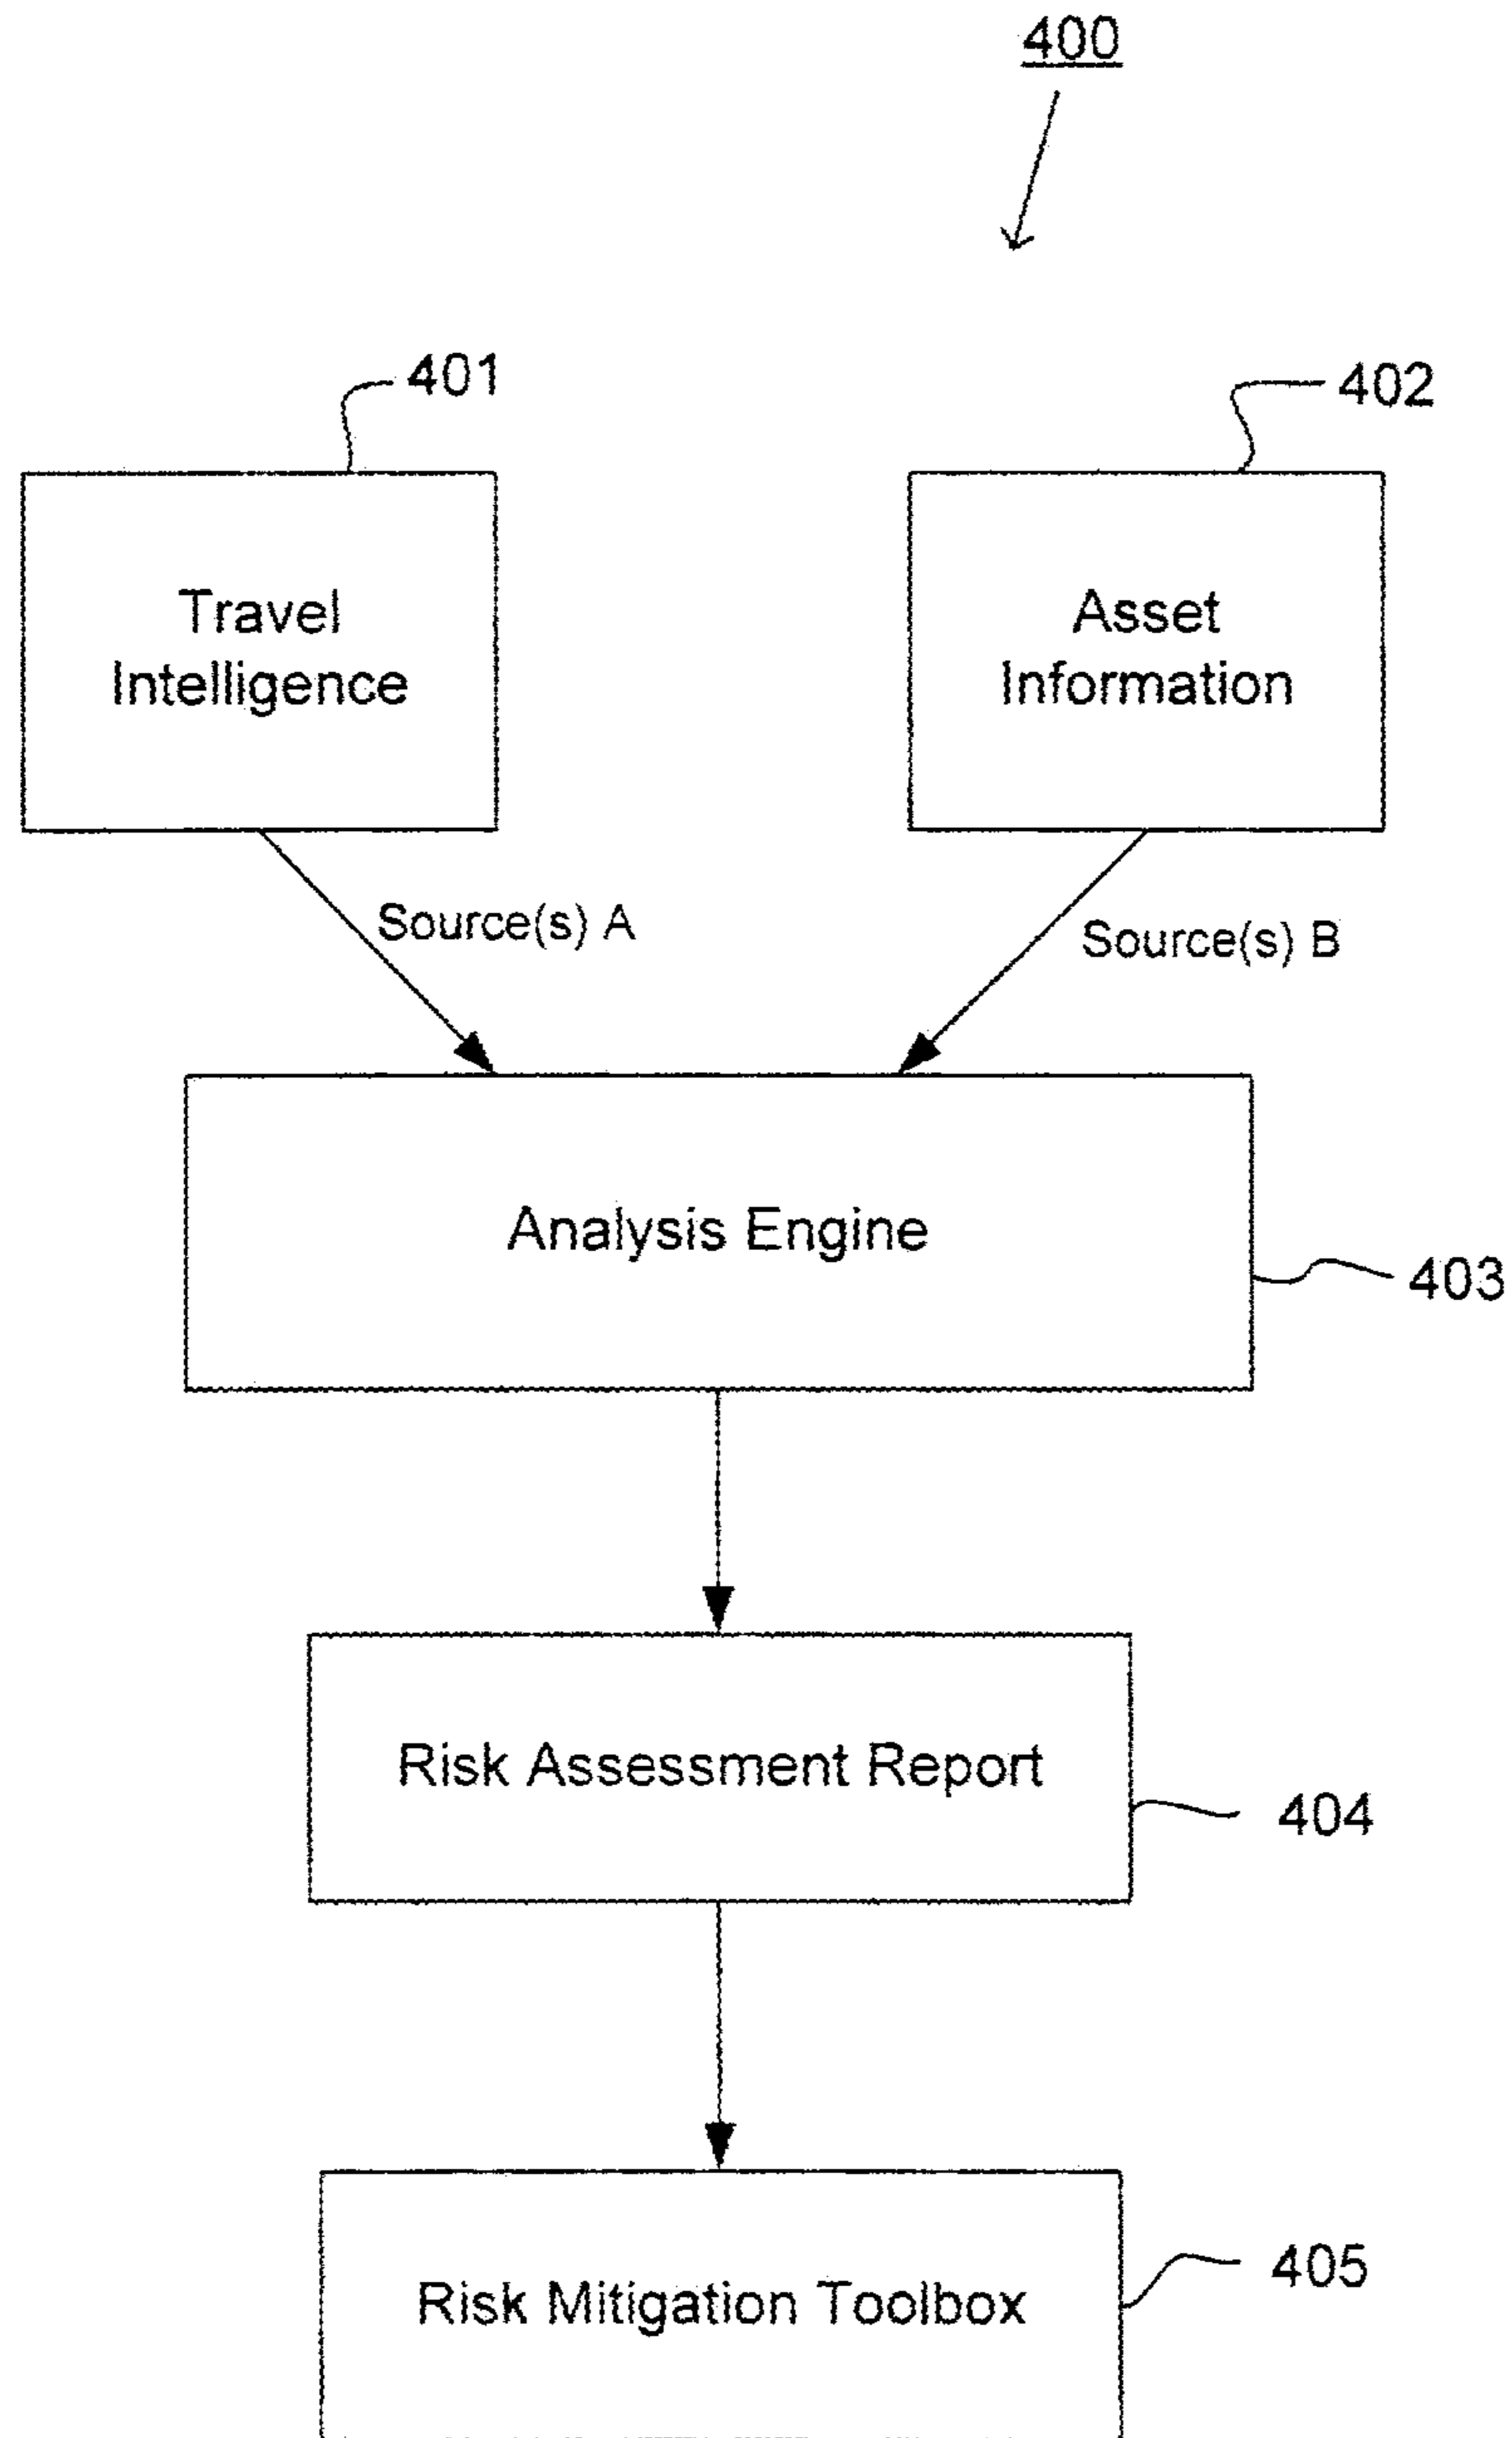 400
401
402
Travel
Intelligence
Asset
Information
Source(s) A
Source(s) B
Analysis Engine
403
Risk Assessment Report
404
405
Risk Mitigation Toolbox